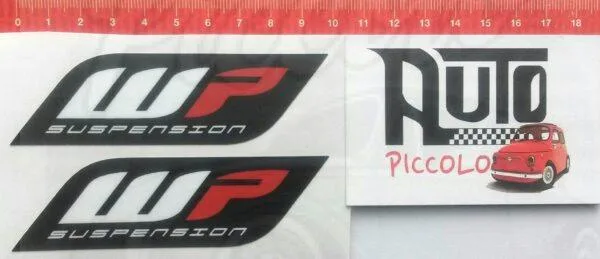 0 1 2 3 4 5 6 7 8 9 10 11 12 13 14 15 16 17 18
WP
SUSPENSION
WP
SUSPENSION
AUTO
PICCOLO